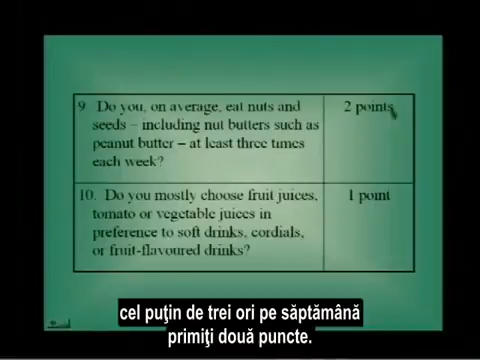 9 Do you, on average, eat nuts and
seeds – including nut butters such as
peanut butter – at least three times
each week?
2 points
10. Do you mostly choose fruit juices,
tomato or vegetable juices in
preference to soft drinks, cordials,
or fruit-flavoured drinks?
1 point
cel puţin de trei ori pe săptămână
primiţi două puncte.